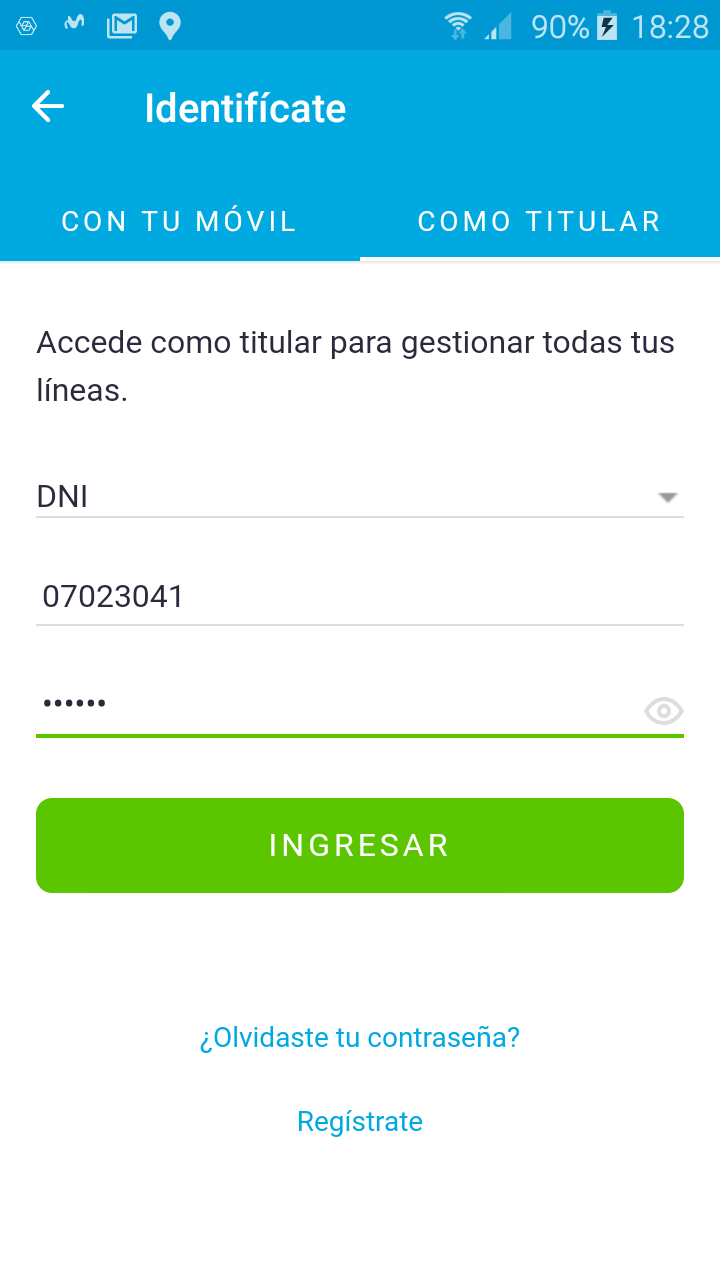 90% 18:28
Identifícate
CON TU MÓVIL COMO TITULAR
Accede como titular para gestionar todas tus
líneas.
DNI
07023041
••••••
INGRESAR
¿Olvidaste tu contraseña?
Regístrate